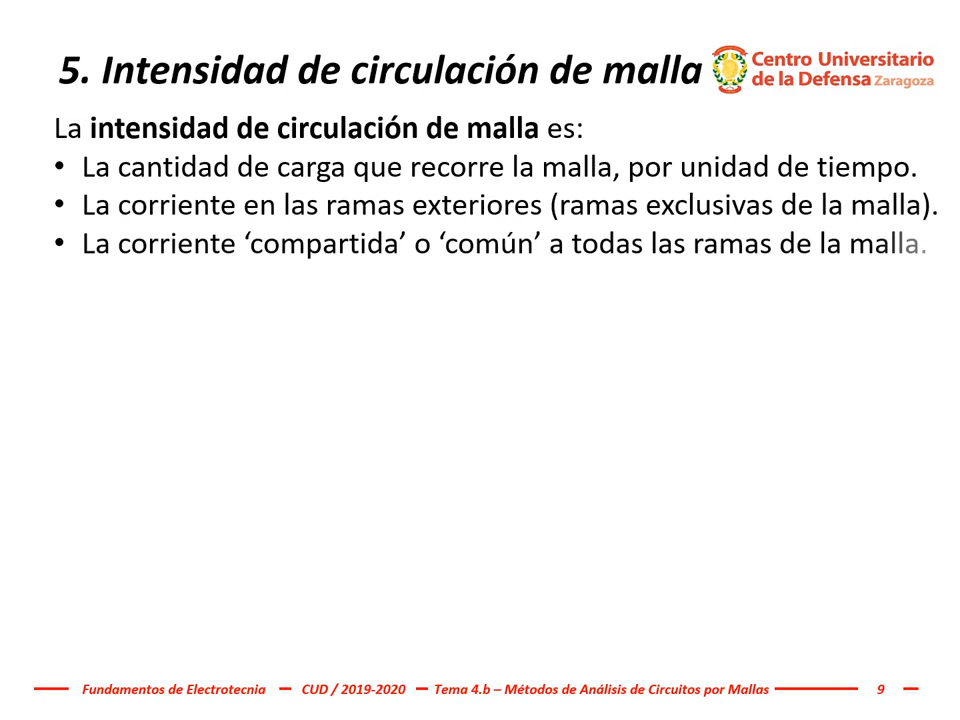 5. Intensidad de circulación de malla
Centro Universitario
de la Defensa Zaragoza
La intensidad de circulación de malla es:
• La cantidad de carga que recorre la malla, por unidad de tiempo.
• La corriente en las ramas exteriores (ramas exclusivas de la malla).
• La corriente ‘compartida’ o ‘común’ a todas las ramas de la malla.
Fundamentos de Electrotecnia — CUD / 2019-2020 — Tema 4.b – Métodos de Análisis de Circuitos por Mallas — 9